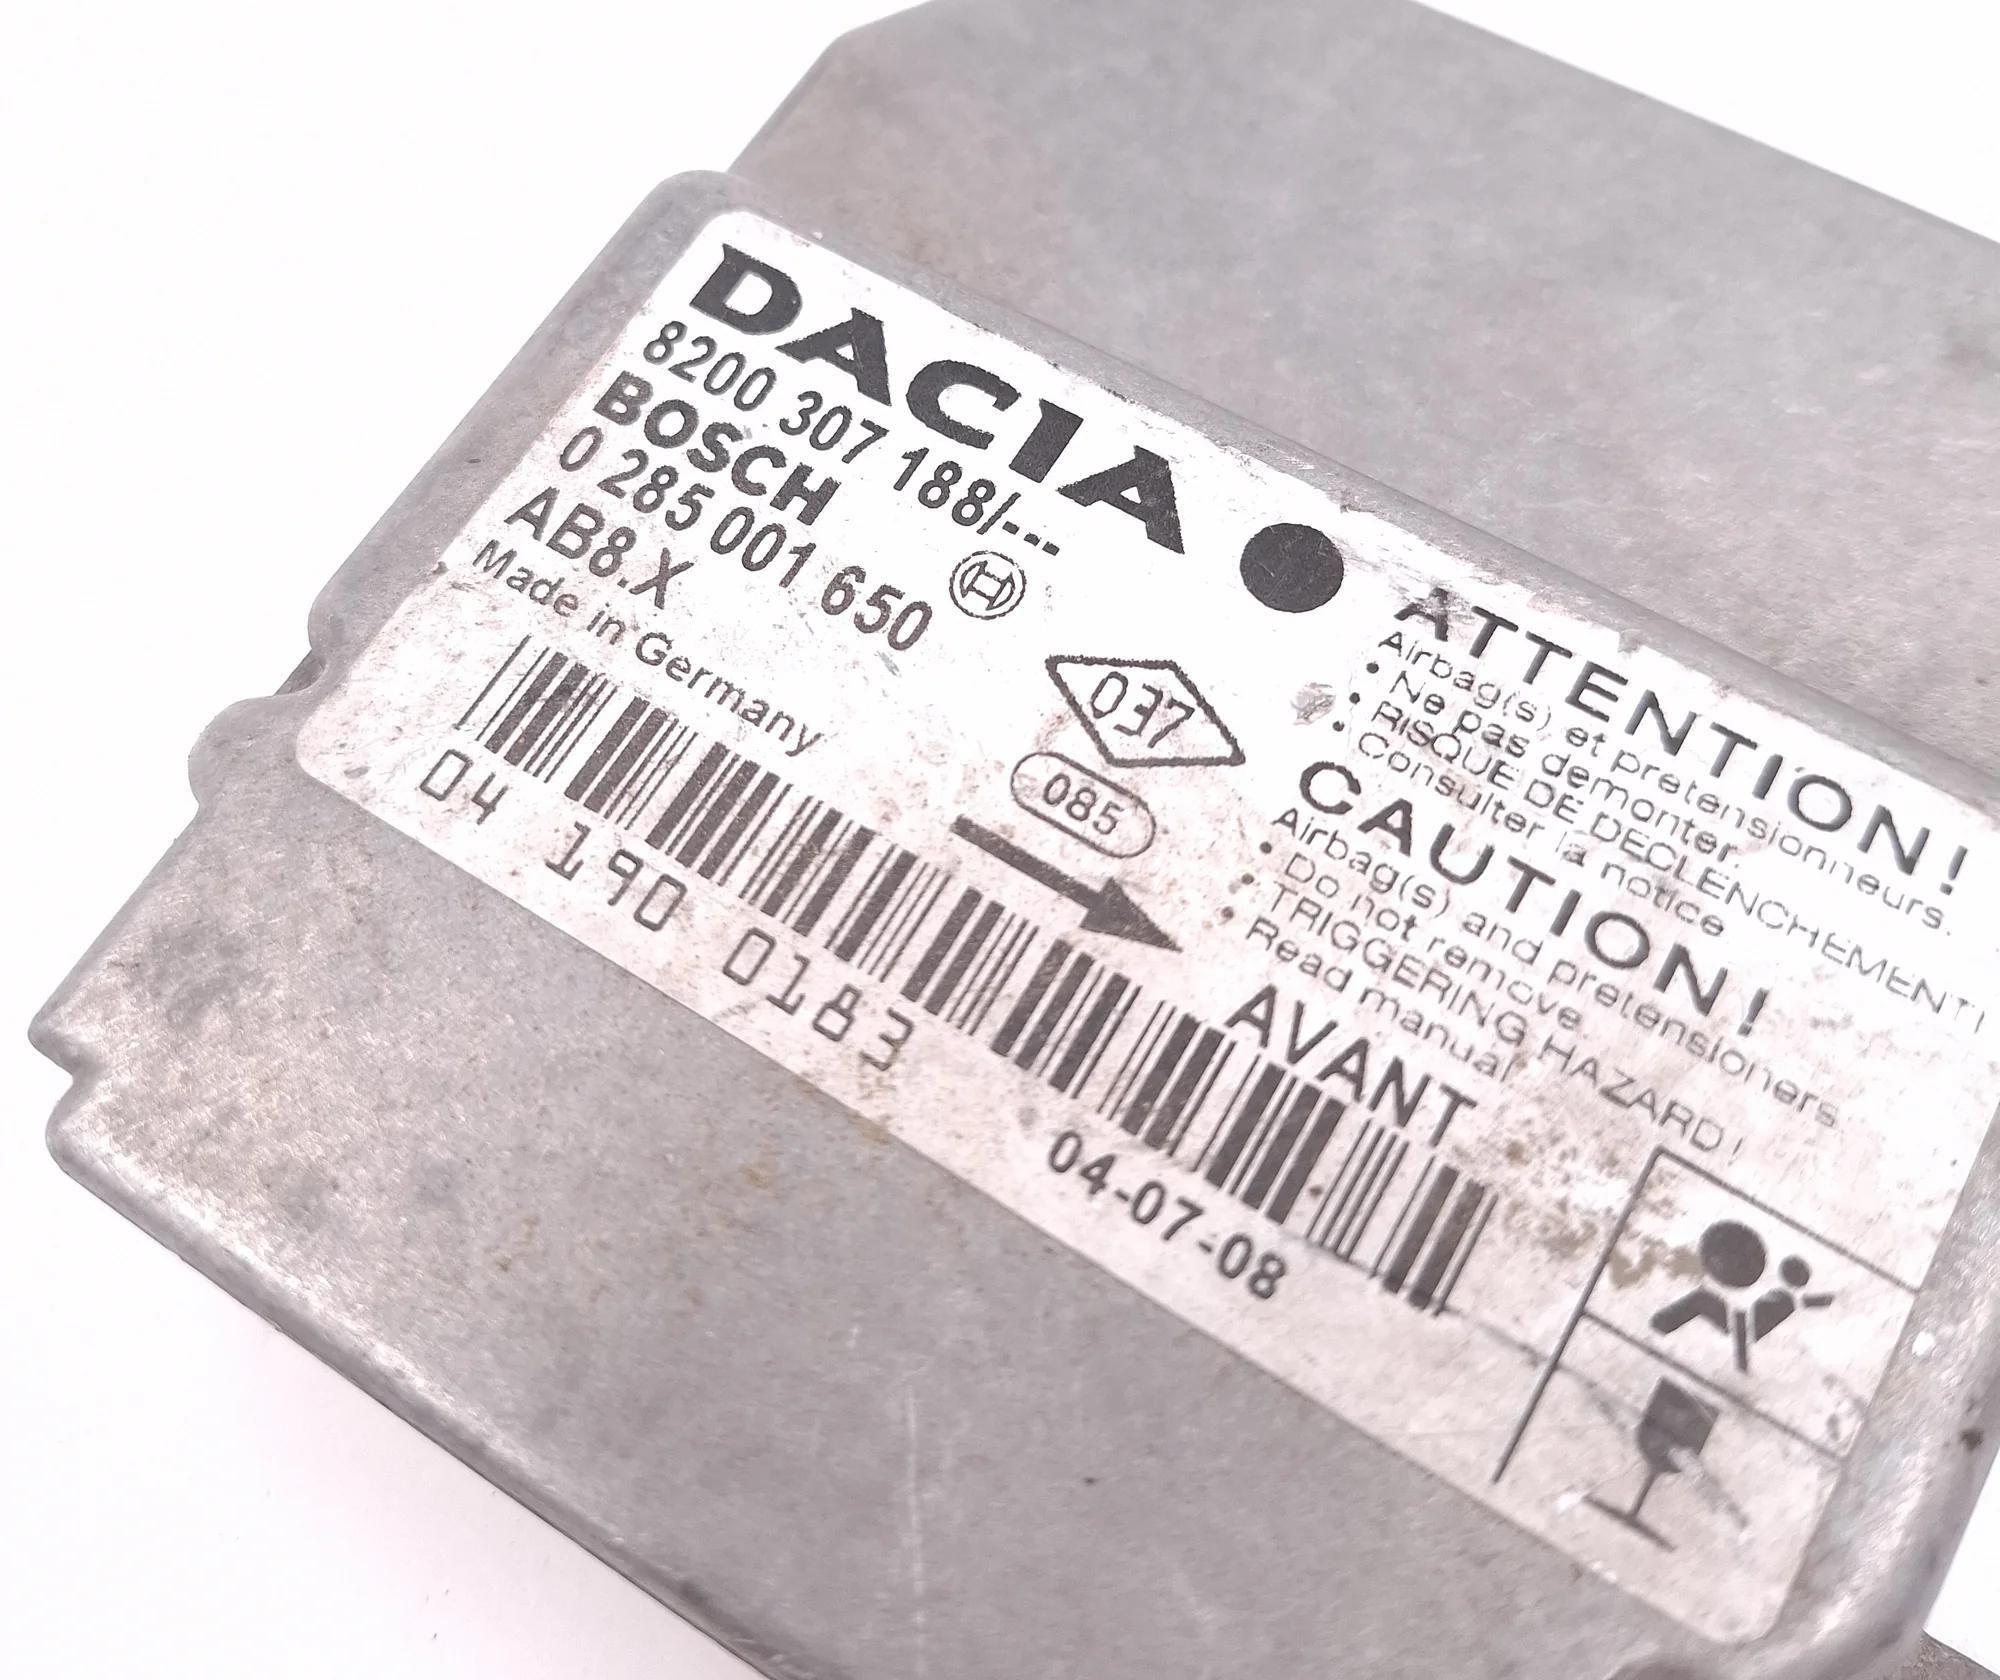 DACIA
8200 307 188/---
BOSCH
0 285 001 650
AB8.X
Made in Germany
037
085
04 190 0183
04-07-08
AVANT
ATTENTION!
Airbag(s) et pretensionneurs.
• Ne pas demonter.
• RISQUE DE DECLENCHEMENT!
• Consulter la notice
CAUTION!
Airbag(s) and pretensioners.
• Do not remove.
• TRIGGERING HAZARD!
• Read manual